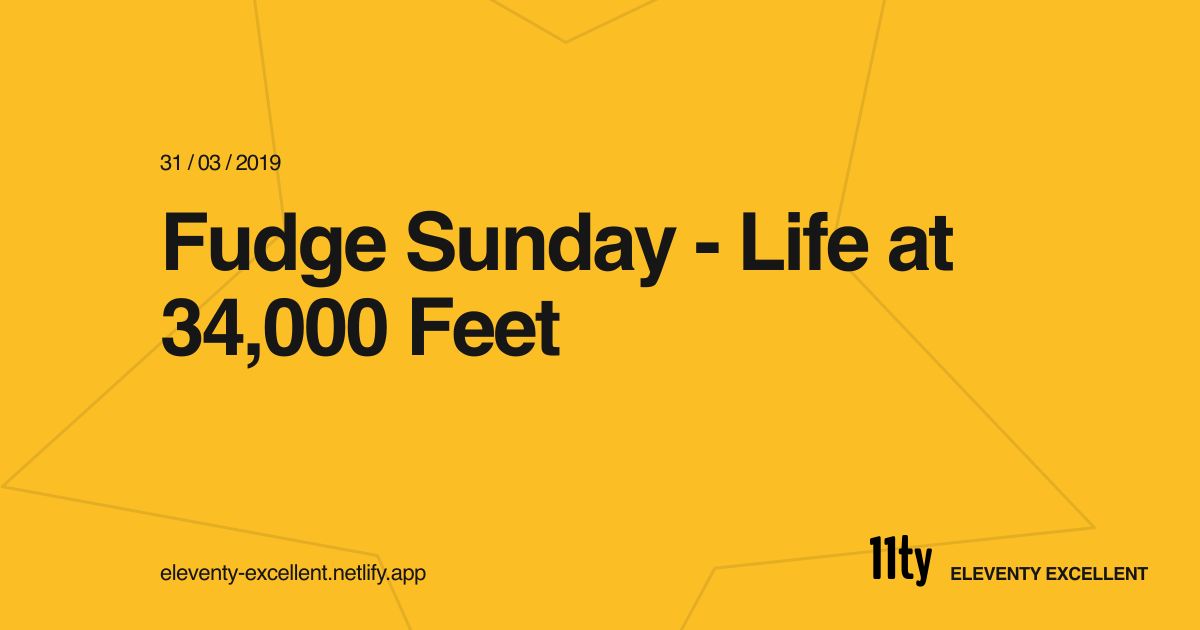 31 / 03 / 2019
Fudge Sunday - Life at
34,000 Feet
eleventy-excellent.netlify.app
11ty ELEVENTY EXCELLENT